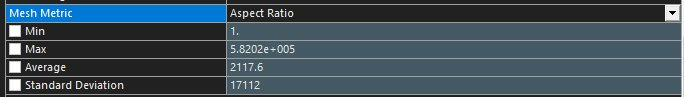 Mesh Metric Aspect Ratio
Min 1,
Max 5.8202e+005
Average 2117.6
Standard Deviation 17112